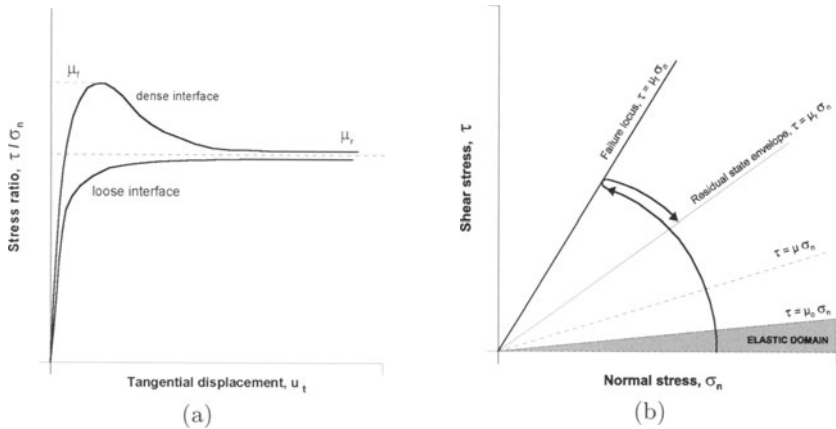 μf
dense interface
μr
loose interface
Stress ratio, τ / σn
Tangential displacement, u t
(a)
Shear stress, τ
Failure locus, τ = μf σn
Residual state envelope, τ = μr σn
τ = μ σn
τ = μo σn
ELASTIC DOMAIN
Normal stress, σn
(b)